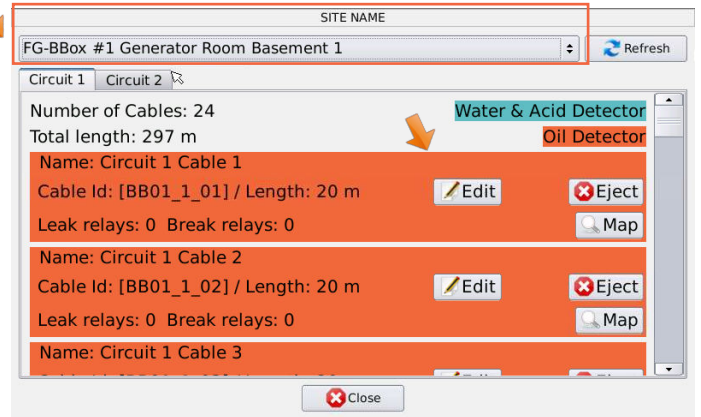 SITE NAME
FG-BBox #1 Generator Room Basement 1
Refresh
Circuit 1 Circuit 2
Number of Cables: 24 Water & Acid Detector
Total length: 297 m Oil Detector
Name: Circuit 1 Cable 1
Cable Id: [BB01_1_01] / Length: 20 m Edit Eject
Leak relays: 0 Break relays: 0 Map
Name: Circuit 1 Cable 2
Cable Id: [BB01_1_02] / Length: 20 m Edit Eject
Leak relays: 0 Break relays: 0 Map
Name: Circuit 1 Cable 3
Close